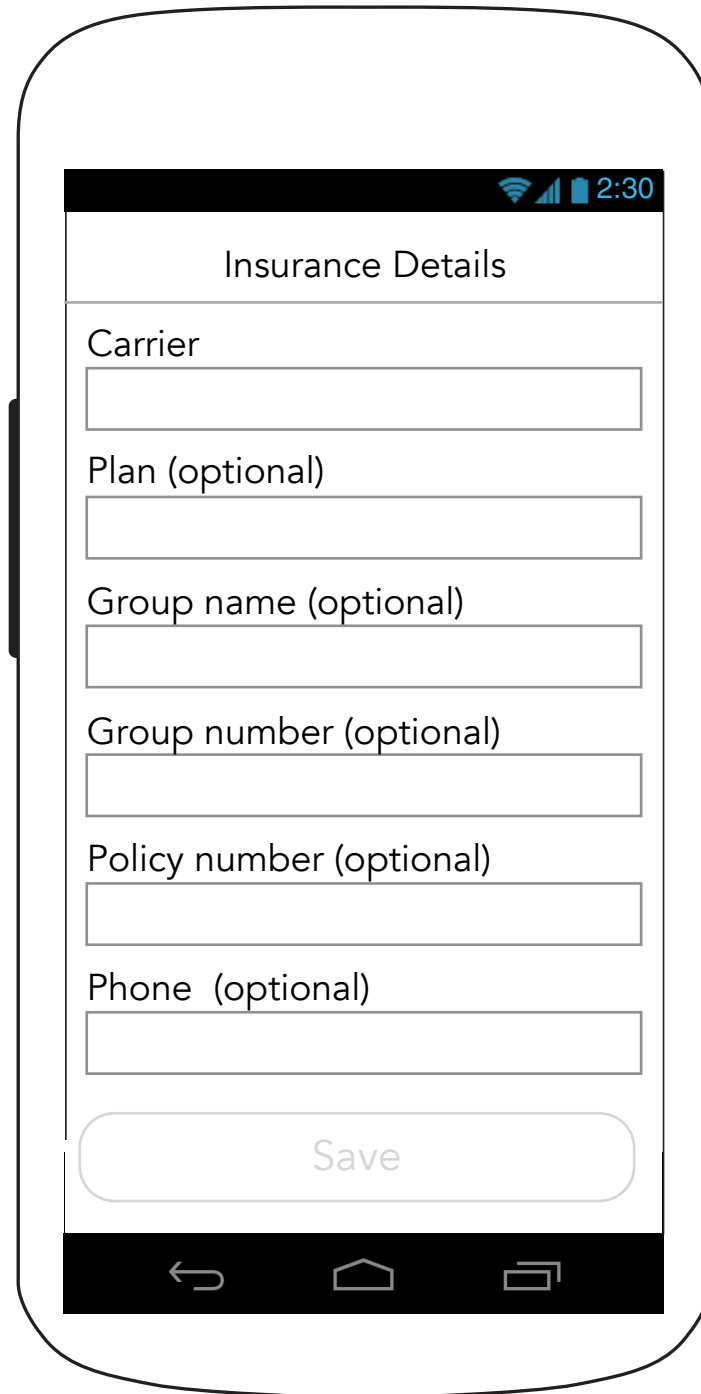 2:30
Insurance Details
Carrier
Plan (optional)
Group name (optional)
Group number (optional)
Policy number (optional)
Phone  (optional)
Save